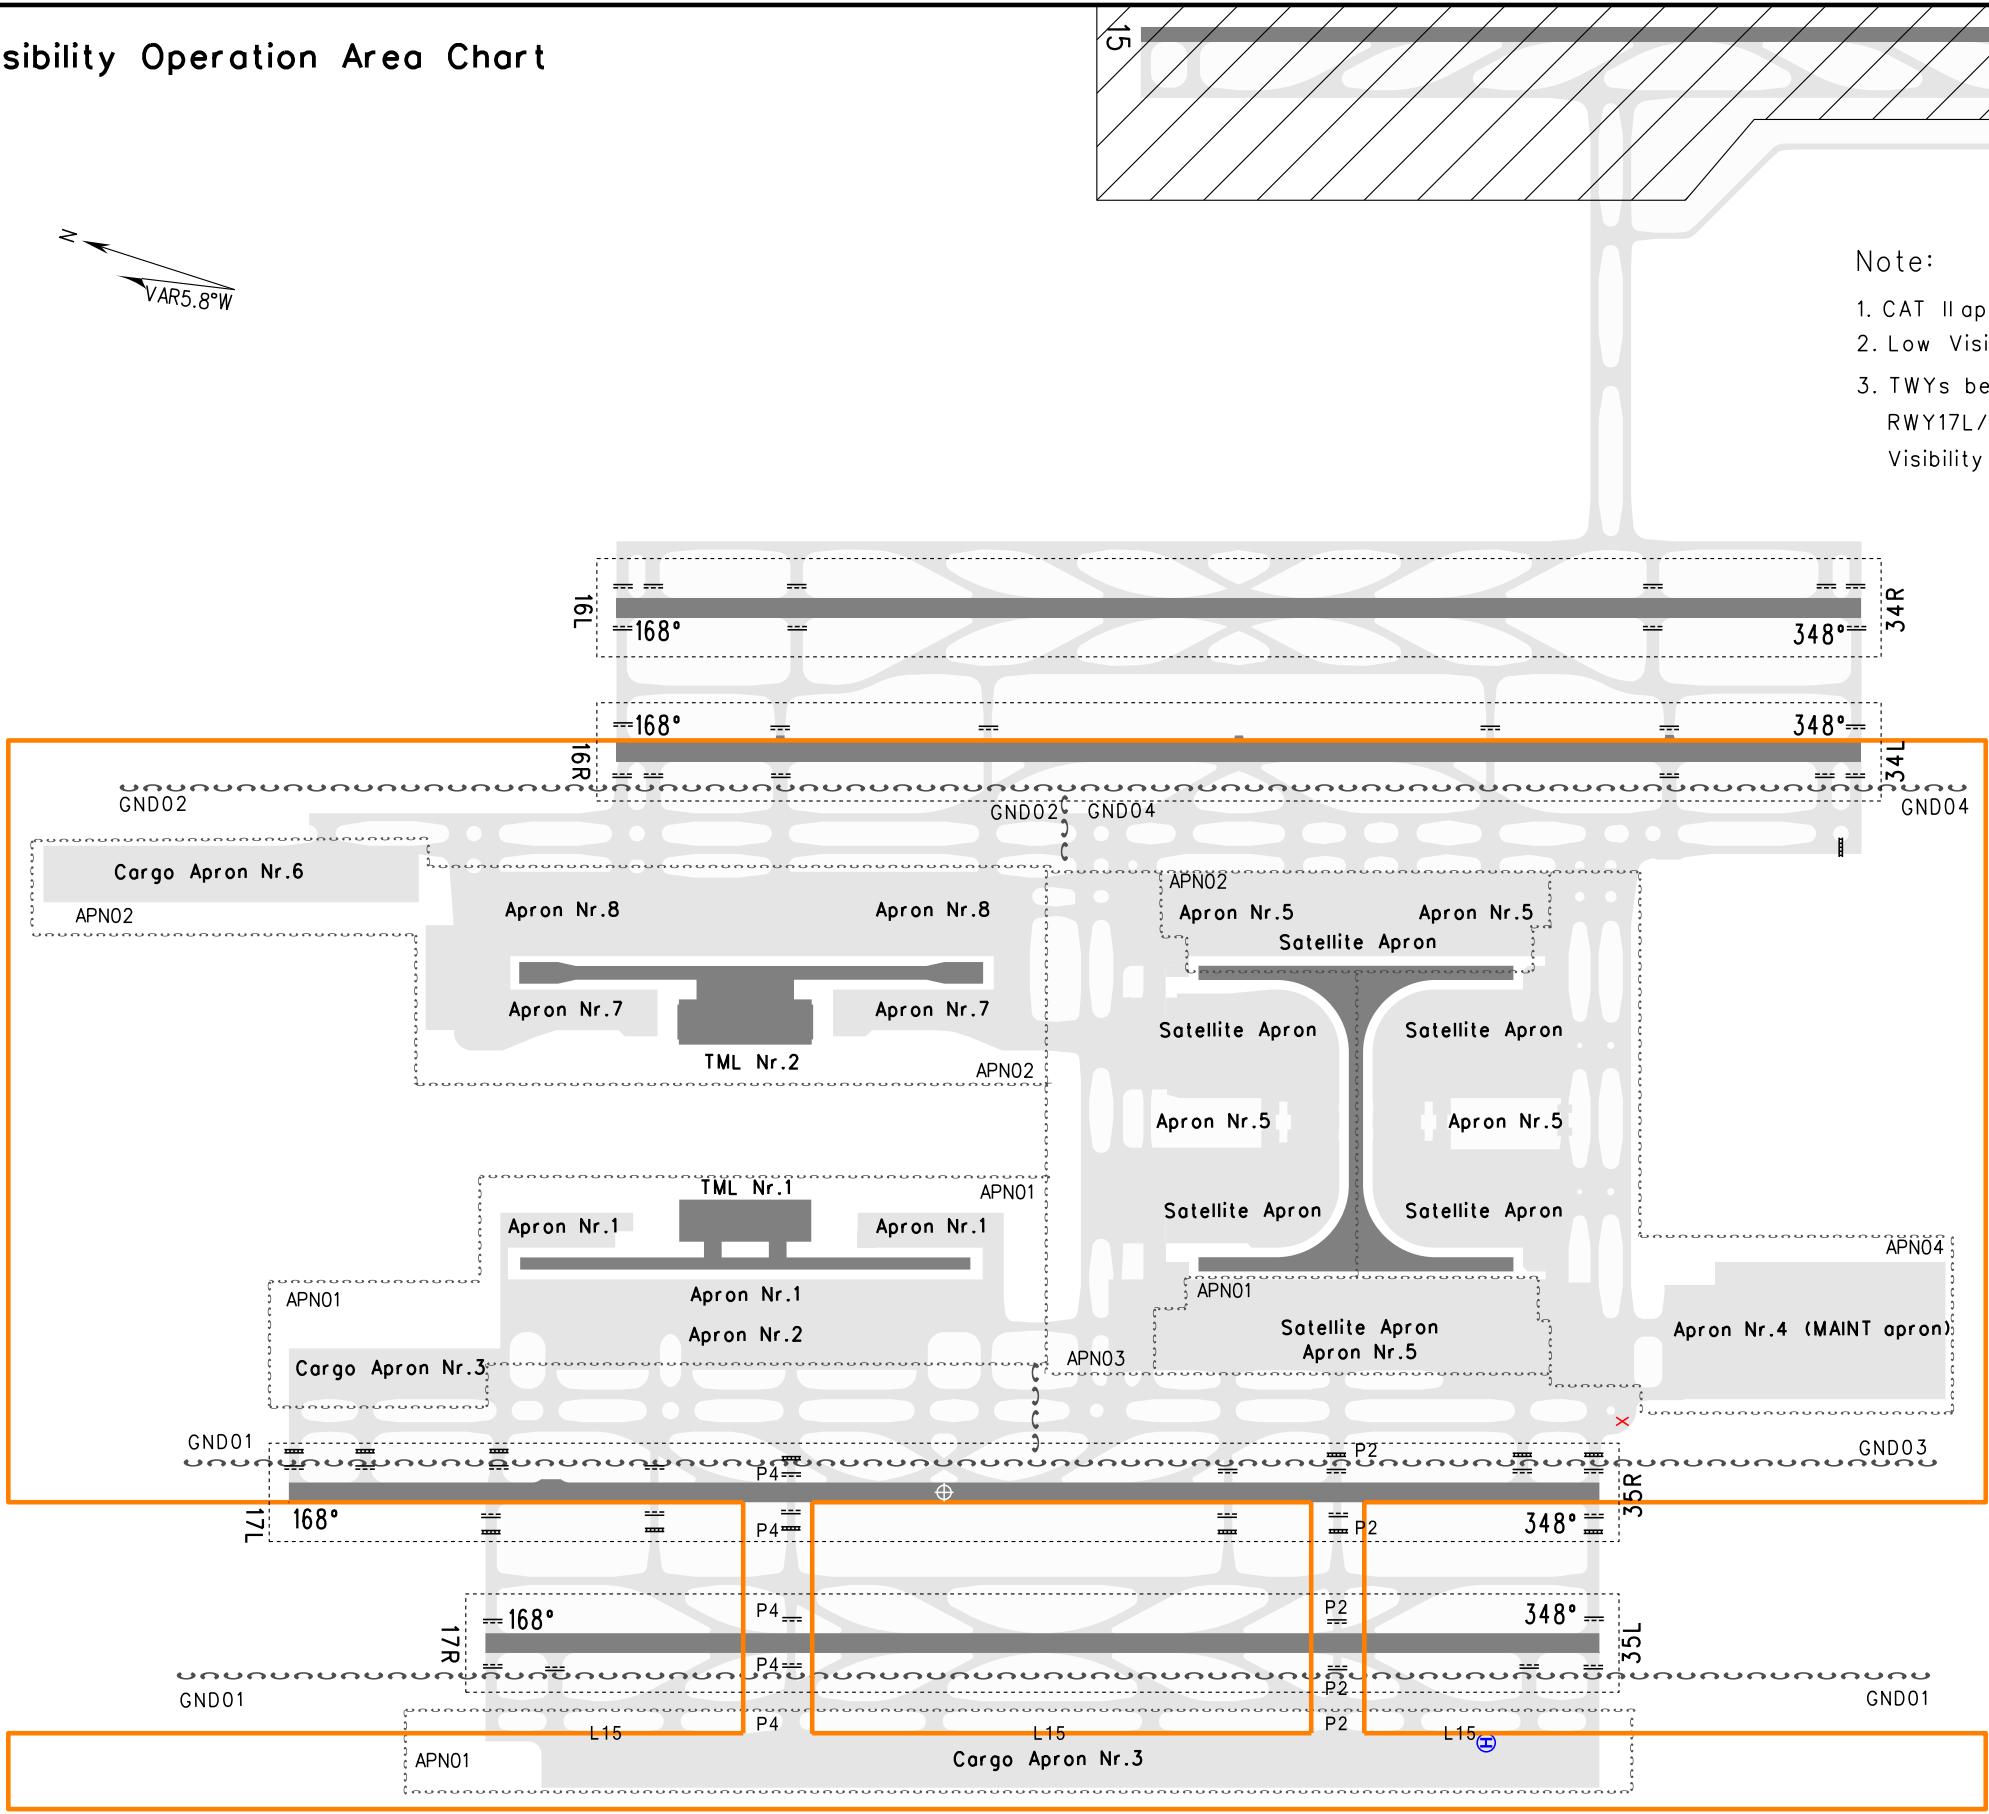 sibility Operation Area Chart
15
N
VAR5.8°W
Note:
1. CAT II ap
2. Low Visi
3. TWYs be
RWY17L/
Visibility
16L
168°
348°
34R
168°
348°
16R
34L
GND02
GND02
GND04
GND04
Cargo Apron Nr.6
APN02
APN02
Apron Nr.8
Apron Nr.8
Apron Nr.5
Apron Nr.5
Satellite Apron
Apron Nr.7
Apron Nr.7
Satellite Apron
Satellite Apron
TML Nr.2
APN02
Apron Nr.5
Apron Nr.5
TML Nr.1
APN01
Apron Nr.1
Apron Nr.1
Satellite Apron
Satellite Apron
APN04
APN01
Apron Nr.1
APN01
Apron Nr.2
Satellite Apron
Apron Nr.5
Apron Nr.4 (MAINT apron)
APN03
Cargo Apron Nr.3
X
GND01
P2
GND03
P4
35R
17L
168°
P4
P2
348°
P4
P2
168°
348°
17R
35L
P4
P2
GND01
GND01
L15
P4
L15
P2
L15
H
APN01
Cargo Apron Nr.3